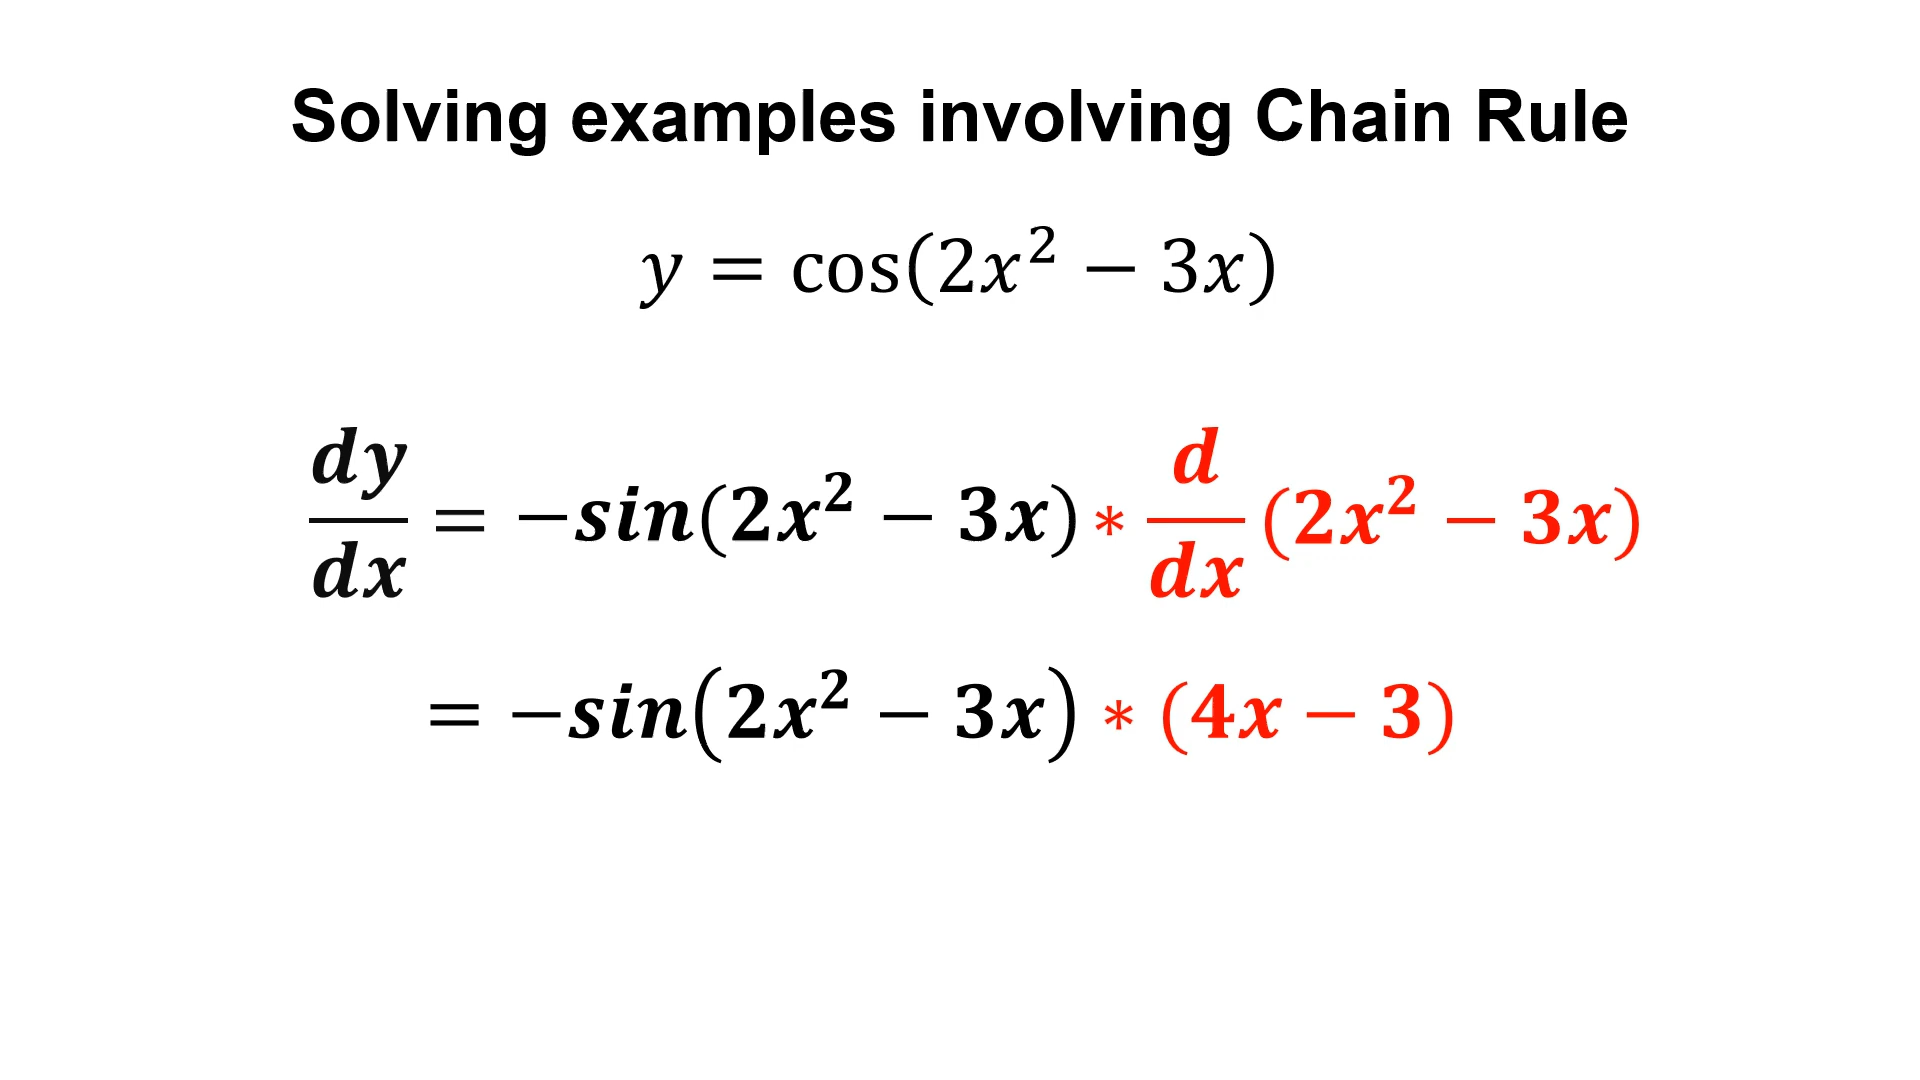 Solving examples involving Chain Rule
y = cos(2x² − 3x)
dy/dx = −sin(2x² − 3x) * d/dx (2x² − 3x)
= −sin(2x² − 3x) * (4x − 3)